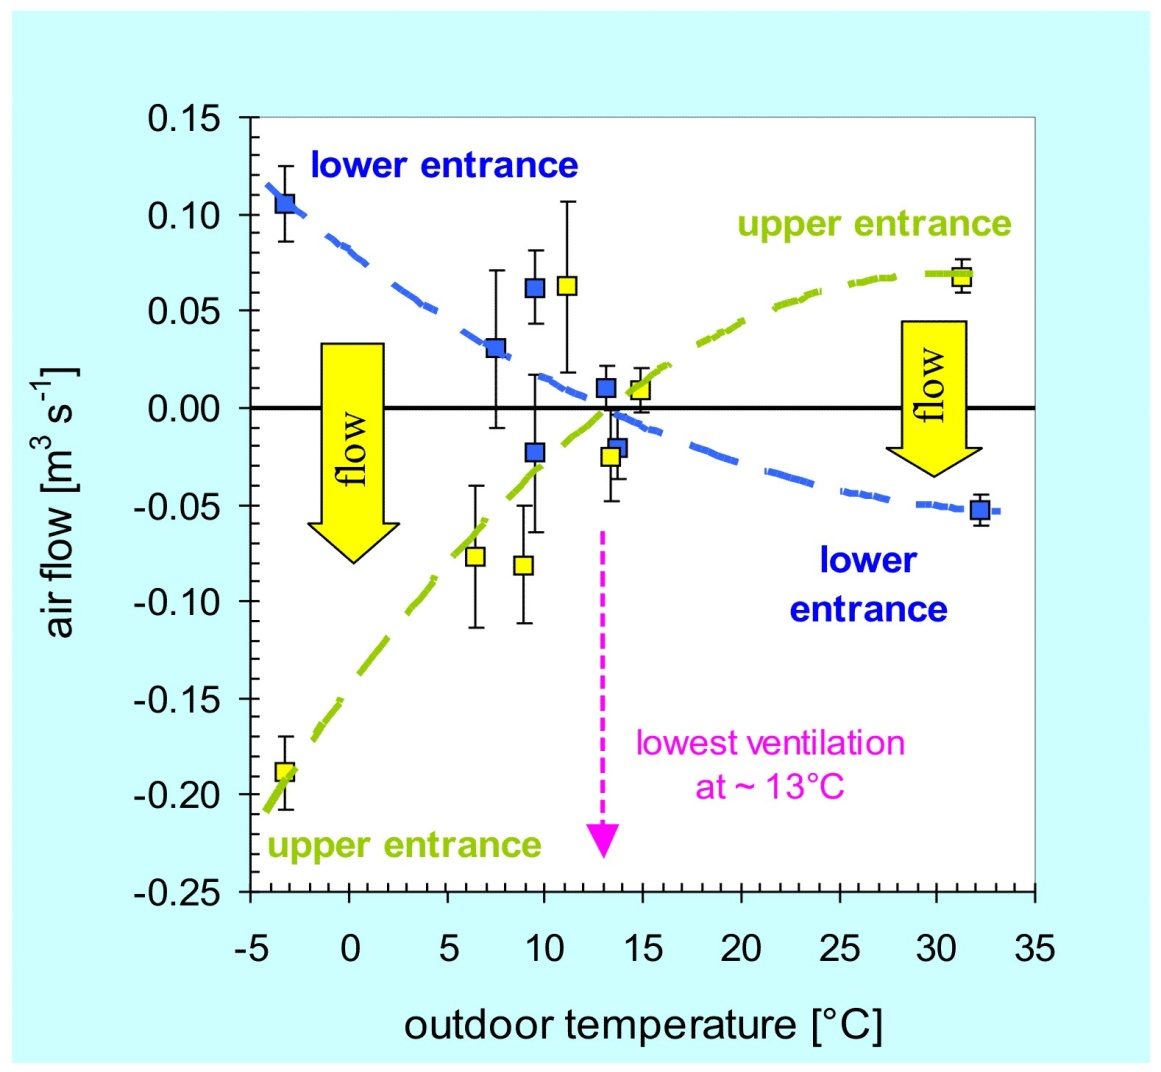 0.15
0.10
0.05
0.00
-0.05
-0.10
-0.15
-0.20
-0.25
air flow [m³ s⁻¹]
lower entrance
upper entrance
flow
flow
lower
entrance
lowest ventilation
at ~ 13°C
upper entrance
-5 0 5 10 15 20 25 30 35
outdoor temperature [°C]